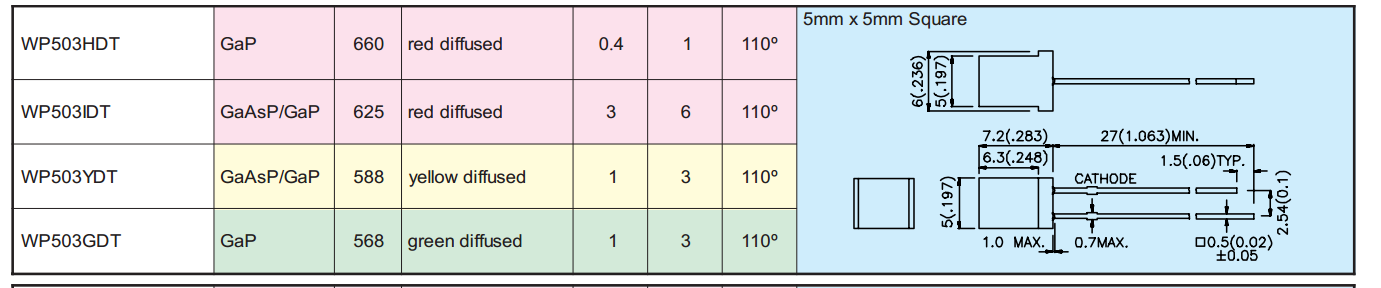 WP503HDT GaP 660 red diffused 0.4 1 110º
WP503IDT GaAsP/GaP 625 red diffused 3 6 110º
WP503YDT GaAsP/GaP 588 yellow diffused 1 3 110º
WP503GDT GaP 568 green diffused 1 3 110º
5mm x 5mm Square
6(.236)
5(.197)
7.2(.283)
27(1.063)MIN.
6.3(.248)
1.5(.06)TYP.
CATHODE
5(.197)
2.54(0.1)
1.0 MAX.
0.7MAX.
□0.5(0.02)
±0.05